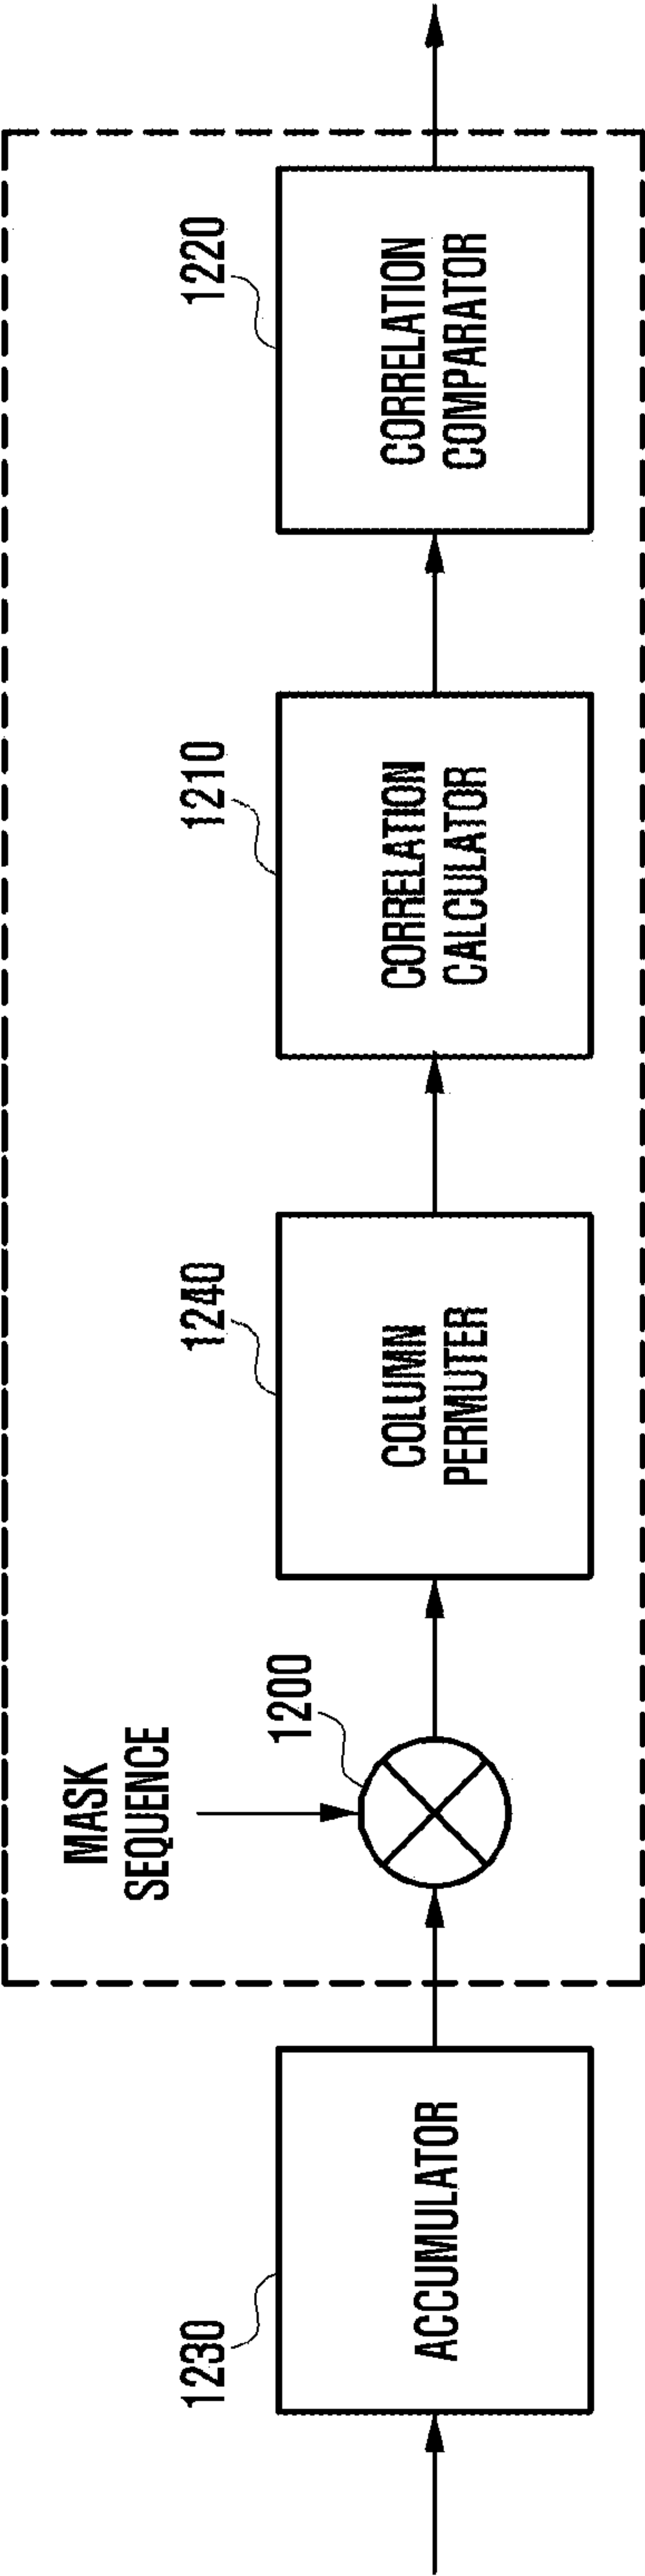 1230
ACCUMULATOR
MASK
SEQUENCE
1200
1240
COLUMN
PERMUTER
1210
CORRELATION
CALCULATOR
1220
CORRELATION
COMPARATOR